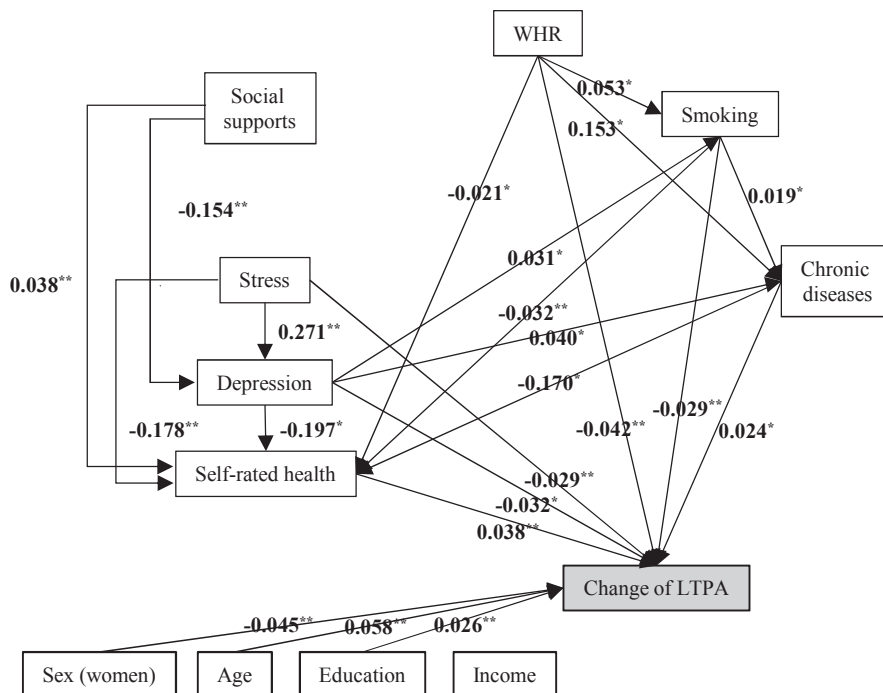 WHR
0.053*
Social
supports
Smoking
0.153*
-0.021*
0.019*
-0.154**
0.038**
Stress
0.031*
Chronic
diseases
-0.032**
0.271**
0.040*
Depression
-0.170*
-0.178**
-0.197*
-0.042**
-0.029**
0.024*
Self-rated health
-0.029**
-0.032*
0.038**
Change of LTPA
-0.045**
0.058**
0.026**
Sex (women)
Age
Education
Income